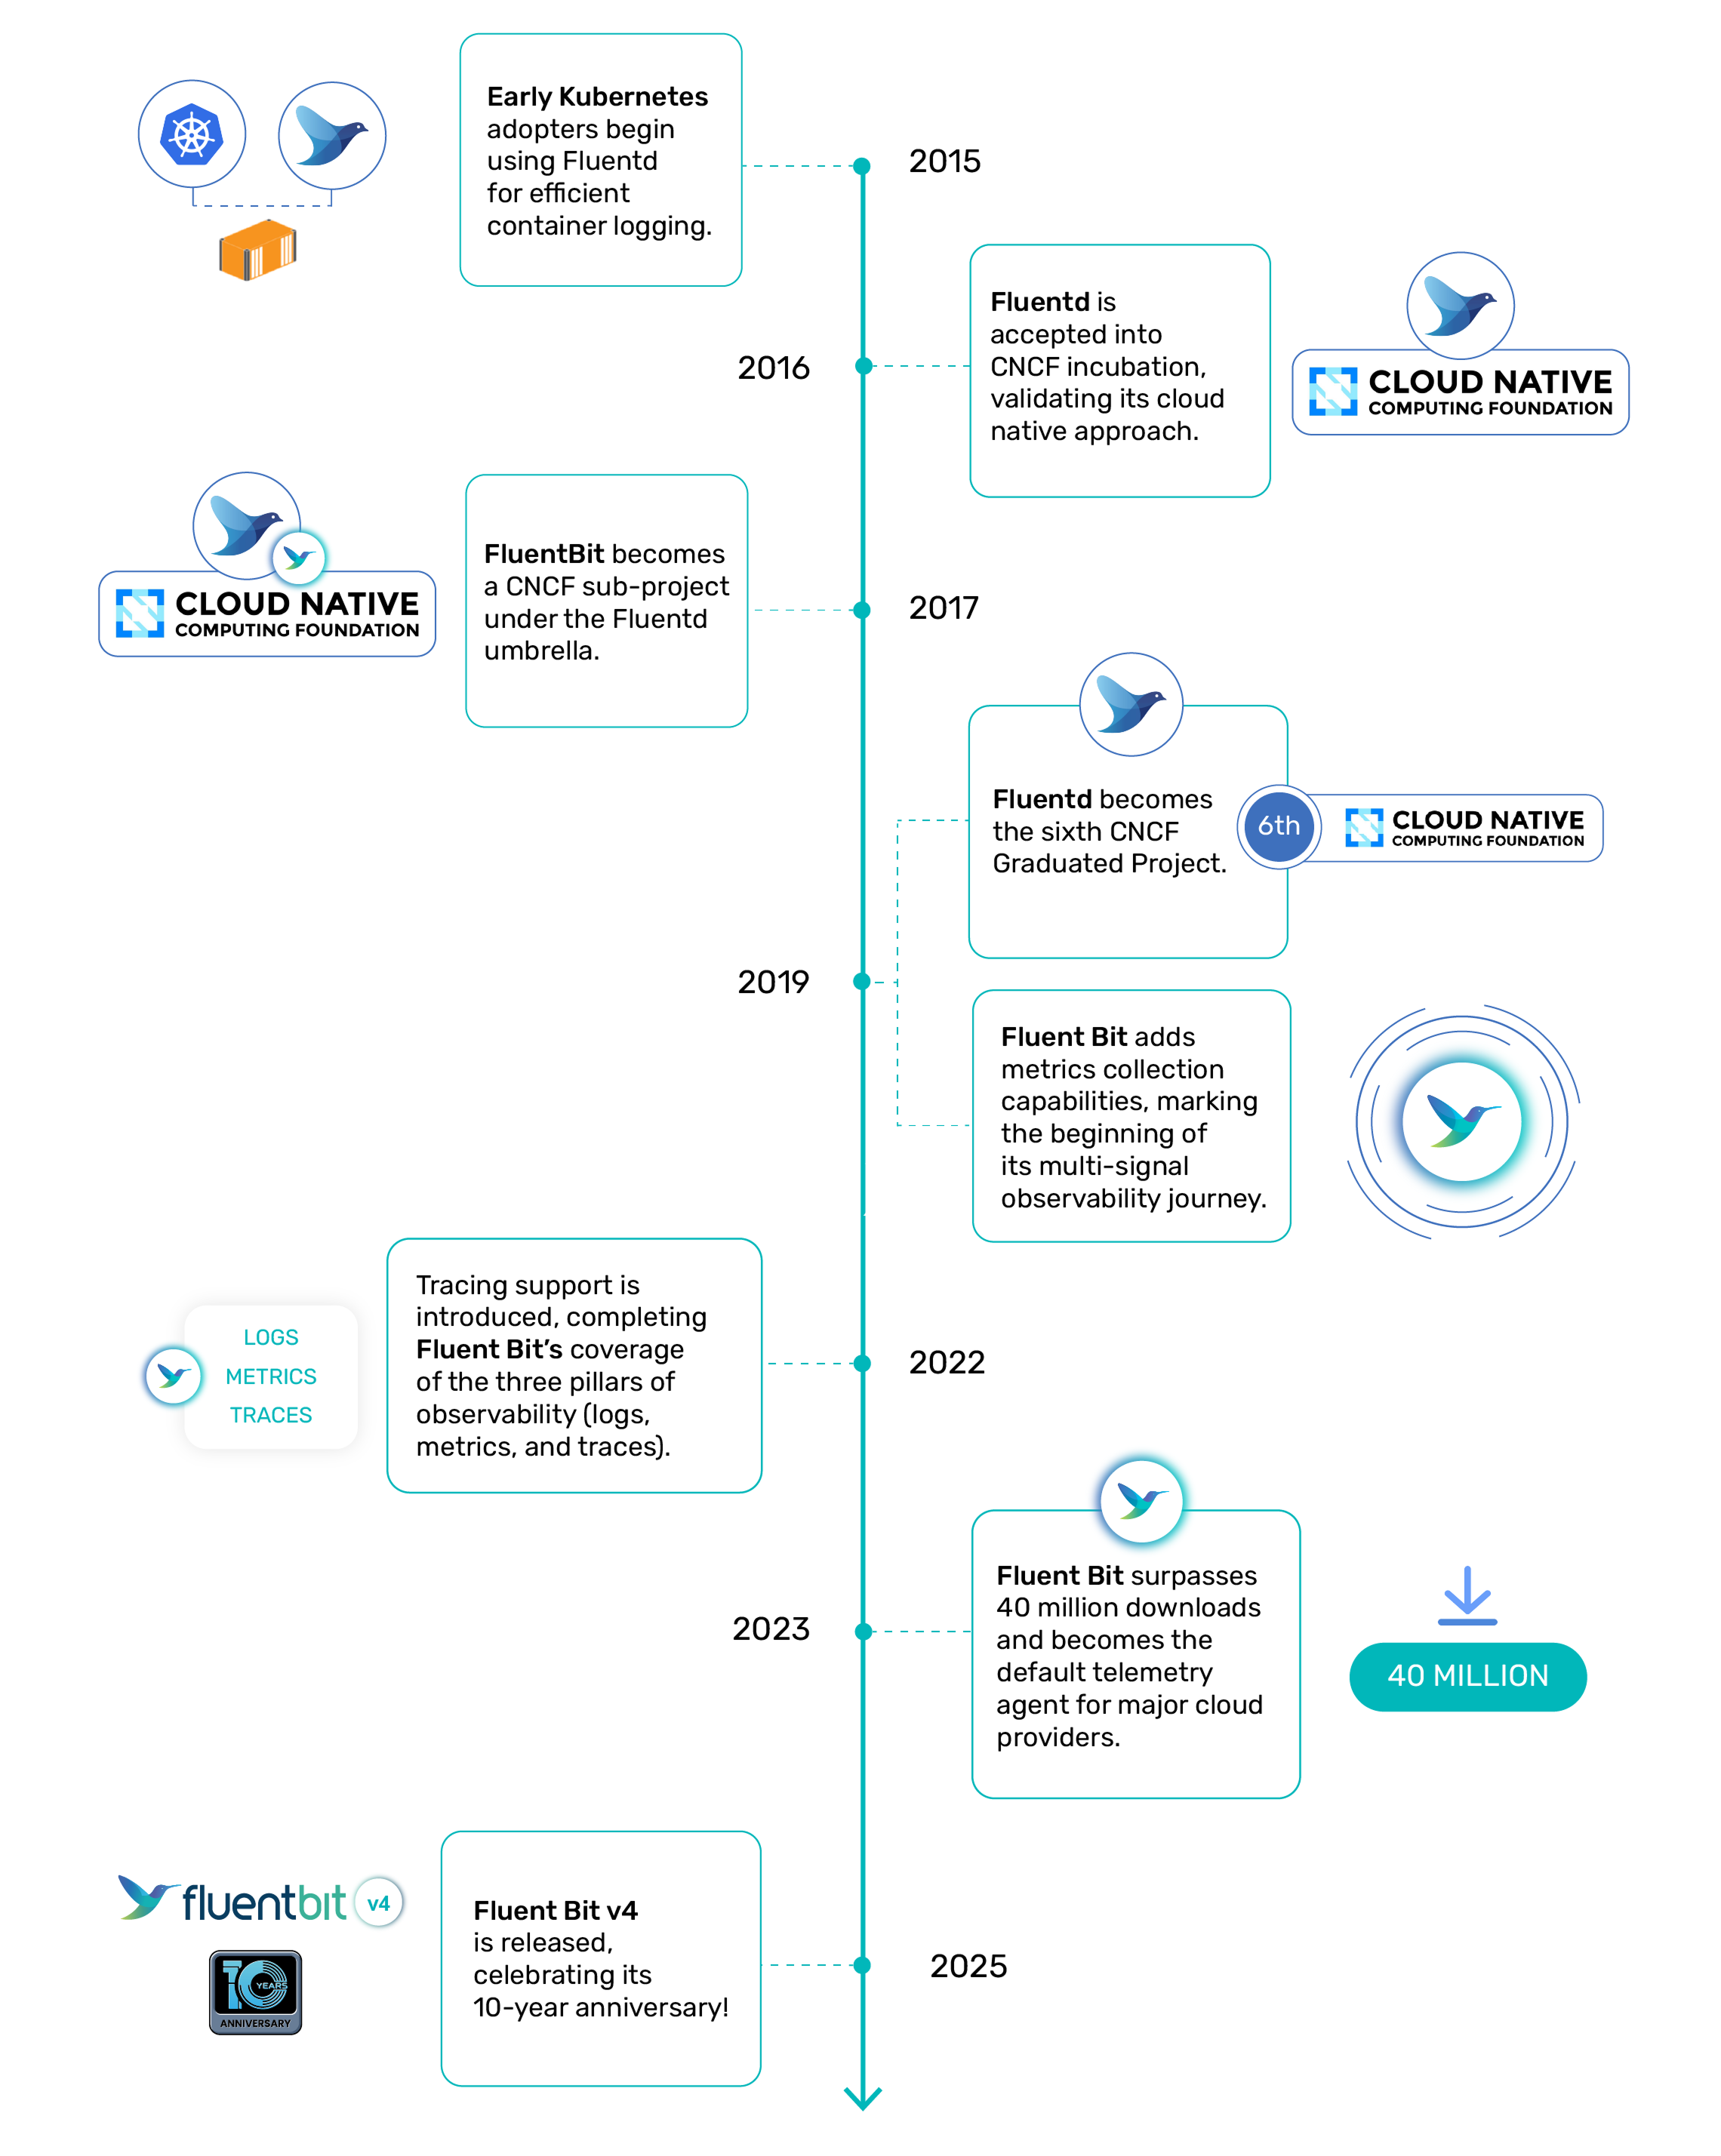 Early Kubernetes
adopters begin
using Fluentd
for efficient
container logging.
2015
2016
Fluentd is
accepted into
CNCF incubation,
validating its cloud
native approach.
CLOUD NATIVE
COMPUTING FOUNDATION
CLOUD NATIVE
COMPUTING FOUNDATION
FluentBit becomes
a CNCF sub-project
under the Fluentd
umbrella.
2017
2019
Fluentd becomes
the sixth CNCF
Graduated Project.
6th
CLOUD NATIVE
COMPUTING FOUNDATION
Fluent Bit adds
metrics collection
capabilities, marking
the beginning of
its multi-signal
observability journey.
LOGS
METRICS
TRACES
Tracing support is
introduced, completing
Fluent Bit’s coverage
of the three pillars of
observability (logs,
metrics, and traces).
2022
2023
Fluent Bit surpasses
40 million downloads
and becomes the
default telemetry
agent for major cloud
providers.
40 MILLION
fluentbit v4
10 YEARS
ANNIVERSARY
Fluent Bit v4
is released,
celebrating its
10-year anniversary!
2025